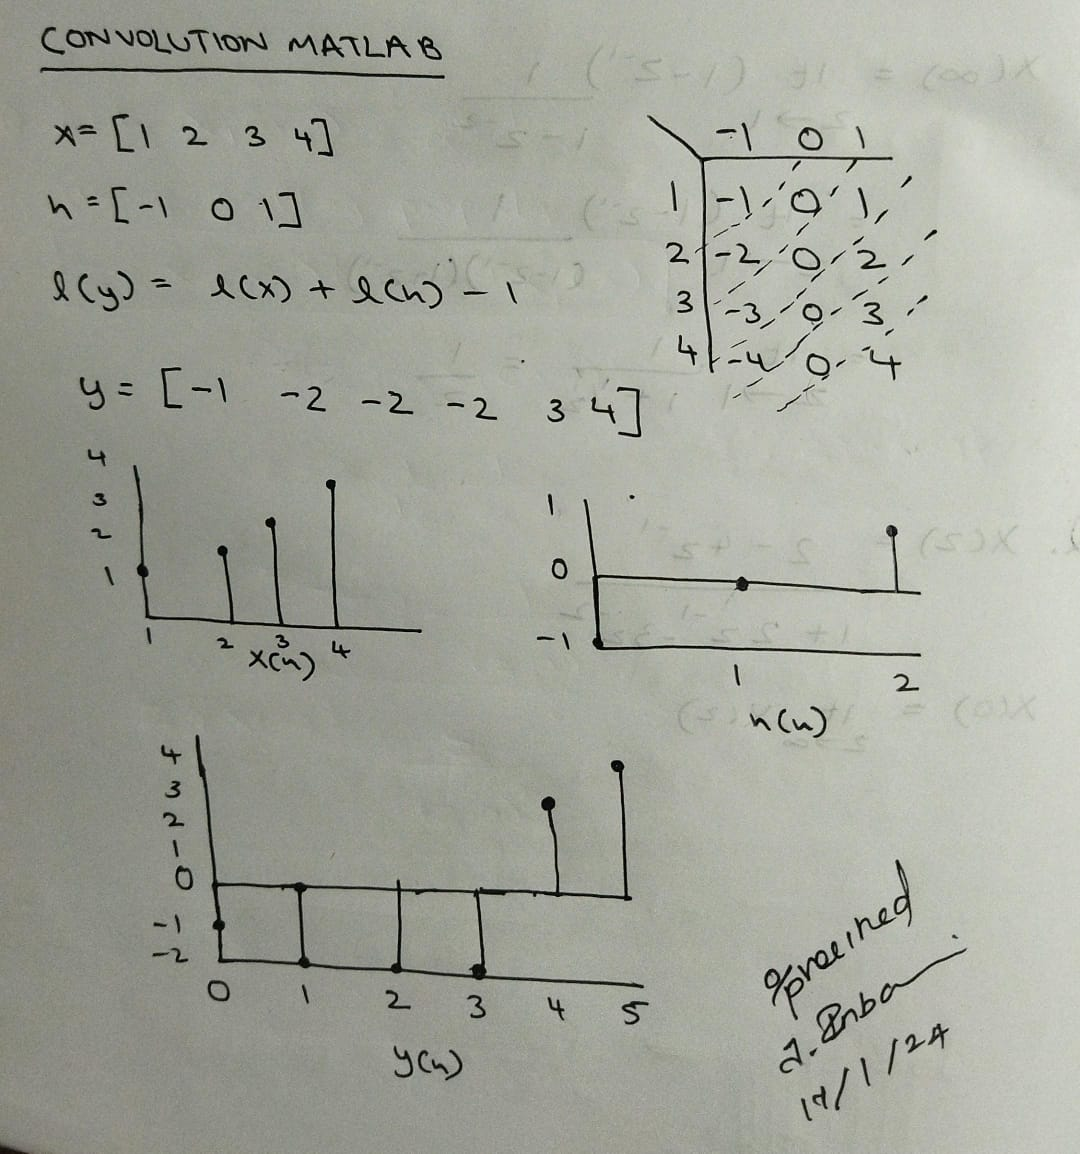 CONVOLUTION MATLAB
x= [1 2 3 4]
h = [-1 0 1]
l(y) = l(x) + l(h) - 1
y = [-1 -2 -2 -2 3 4]
-1 0 1
1 -1 0 1
2 -2 0 2
3 -3 0 3
4 -4 0 4
4
3
2
1
1 2 3 4
x(n)
1
0
-1
1 2
h(n)
4
3
2
1
0
-1
-2
0 1 2 3 4 5
y(n)
/1/24